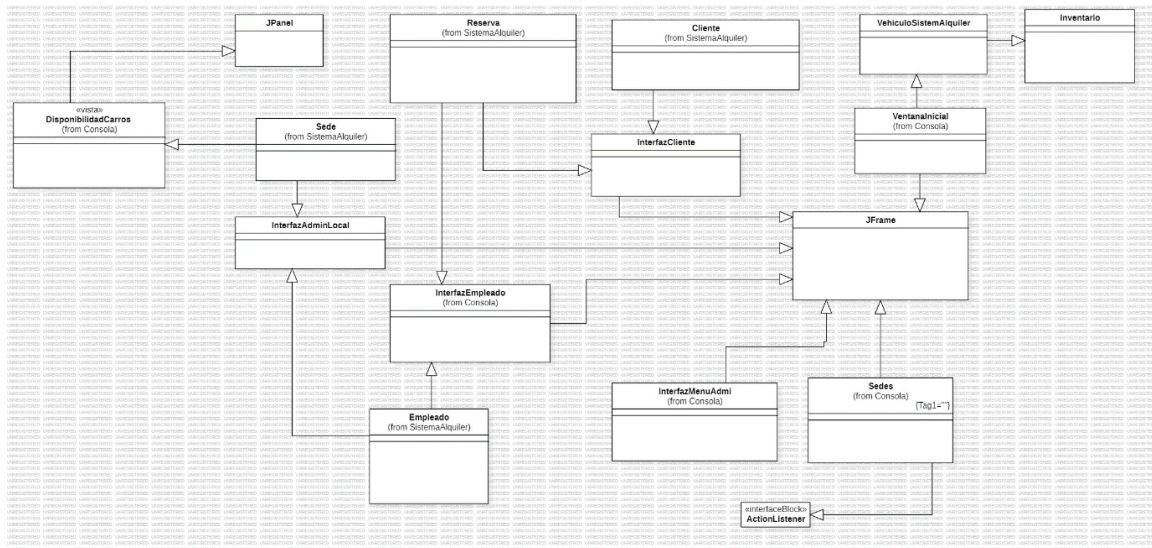 JPanel
Reserva
(from SistemaAlquiler)
Cliente
(from SistemaAlquiler)
VehiculoSistemAlquiler
Inventario
«vista»
DisponibilidadCarros
(from Consola)
Sede
(from SistemaAlquiler)
InterfazCliente
VentanaInicial
(from Consola)
InterfazAdminLocal
JFrame
InterfazEmpleado
(from Consola)
InterfazMenuAdmi
(from Consola)
Sedes
(from Consola)
{Tag1=""}
Empleado
(from SistemaAlquiler)
«interfaceBlock»
ActionListener